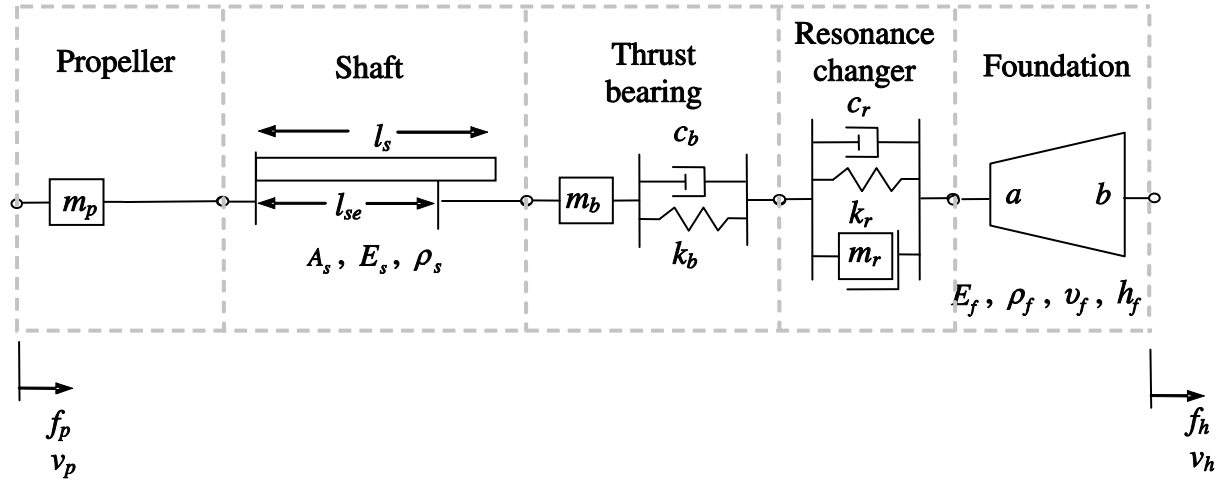 Propeller
Shaft
Thrust
bearing
Resonance
changer
Foundation
l_s
c_b
c_r
m_p
l_se
m_b
k_r
a
b
A_s , E_s , ρ_s
k_b
m_r
E_f , ρ_f , υ_f , h_f
f_p
v_p
f_h
v_h